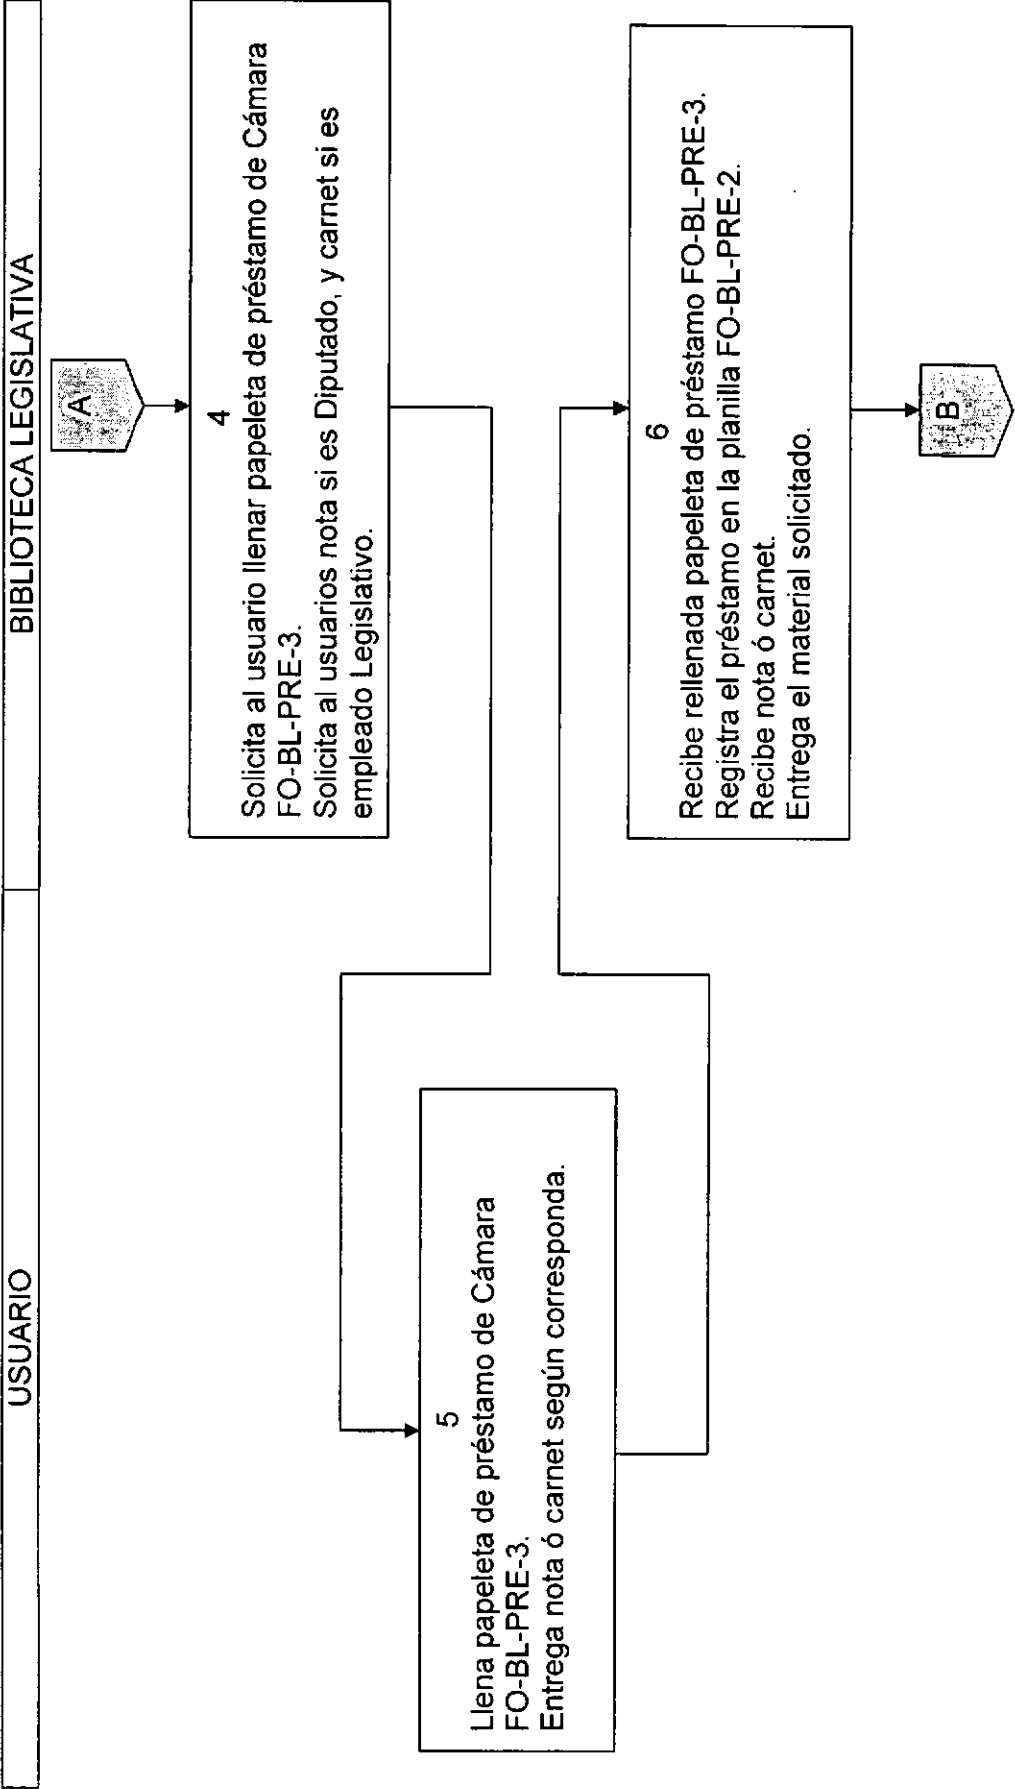 USUARIO
BIBLIOTECA LEGISLATIVA
A
4
Solicita al usuario llenar papeleta de préstamo de Cámara
FO-BL-PRE-3.
Solicita al usuarios nota si es Diputado, y carnet si es
empleado Legislativo.
5
Llena papeleta de préstamo de Cámara
FO-BL-PRE-3.
Entrega nota ó carnet según corresponda.
6
Recibe rellenada papeleta de préstamo FO-BL-PRE-3.
Registra el préstamo en la planilla FO-BL-PRE-2.
Recibe nota ó carnet.
Entrega el material solicitado.
B